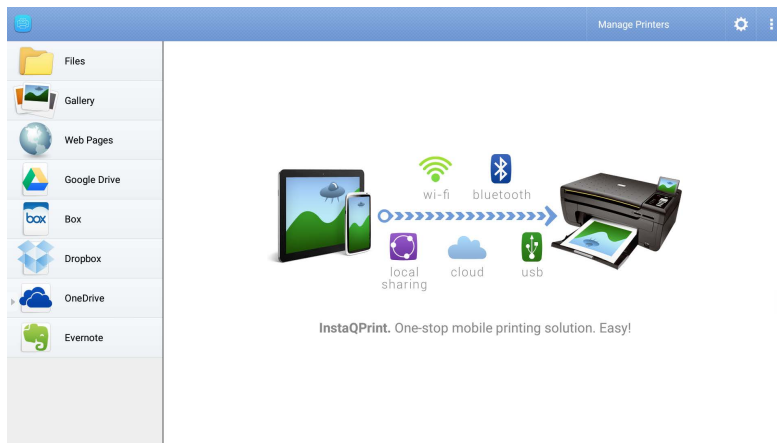 Manage Printers
Files
Gallery
Web Pages
Google Drive
box
Box
Dropbox
OneDrive
Evernote
wi-fi
bluetooth
local
sharing
cloud
usb
InstaQPrint. One-stop mobile printing solution. Easy!